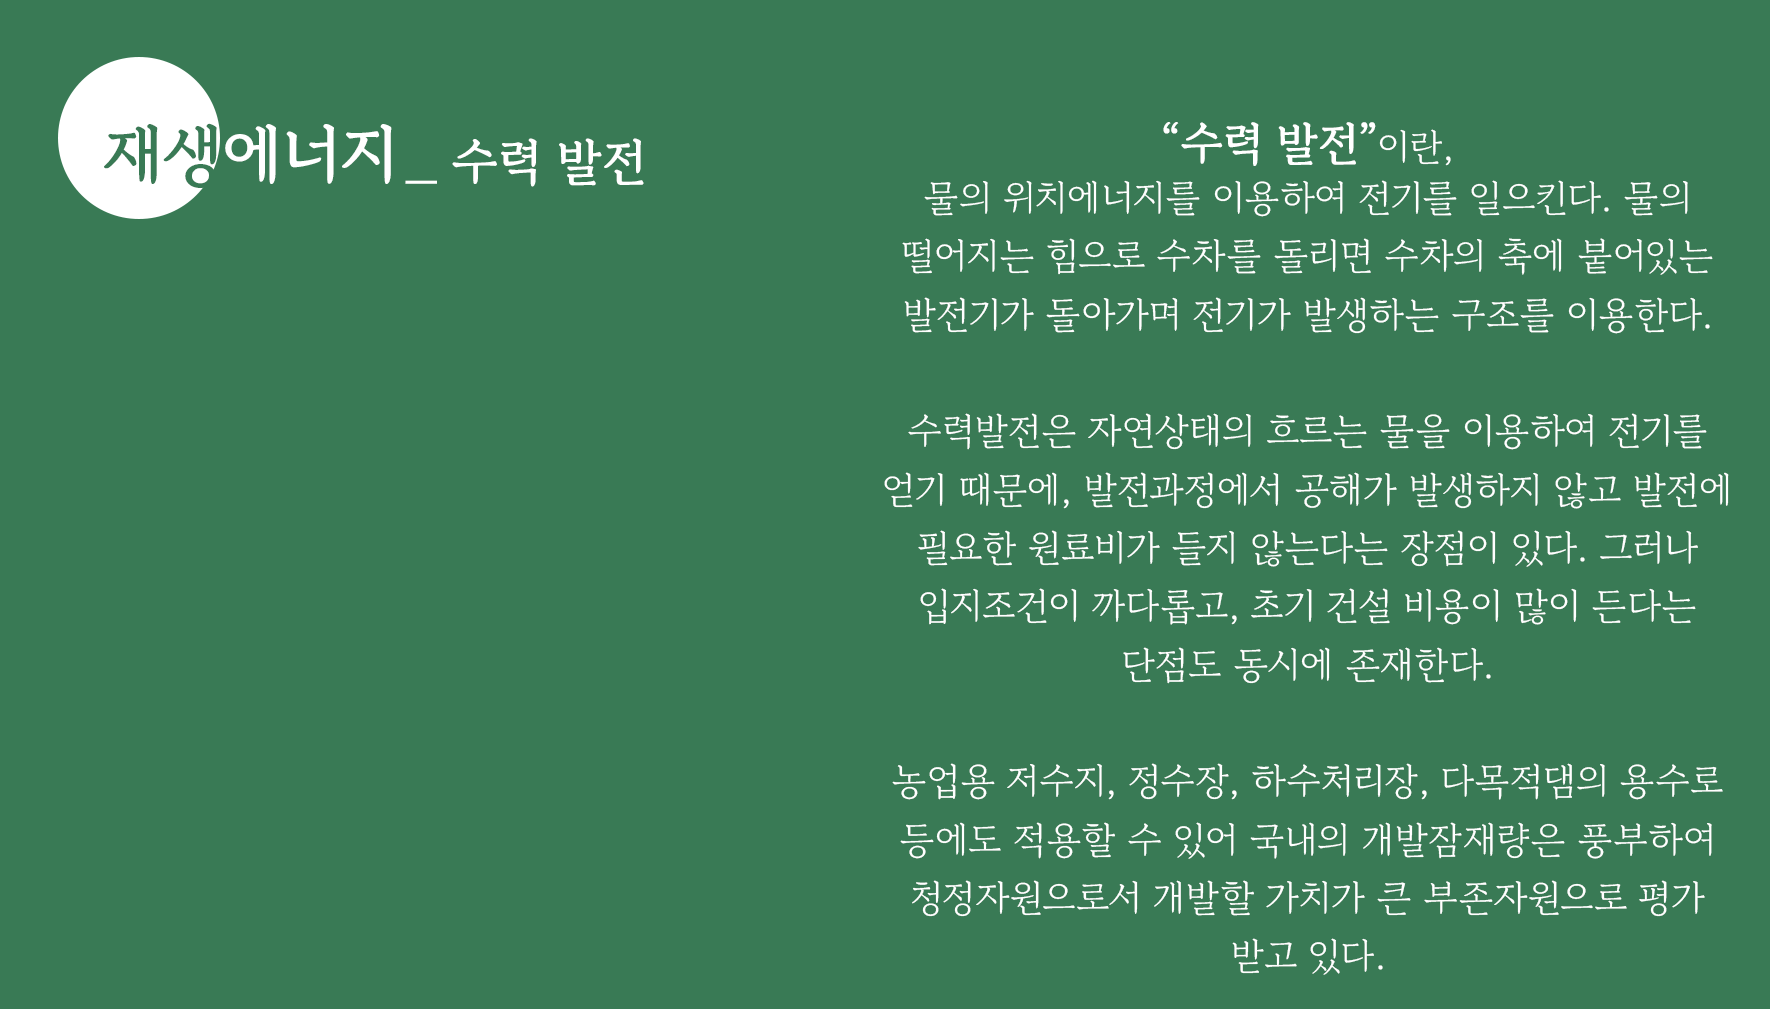 재생에너지_ 수력 발전
“수력 발전”이란,
물의 위치에너지를 이용하여 전기를 일으킨다. 물의
떨어지는 힘으로 수차를 돌리면 수차의 축에 붙어있는
발전기가 돌아가며 전기가 발생하는 구조를 이용한다.
수력발전은 자연상태의 흐르는 물을 이용하여 전기를
얻기 때문에, 발전과정에서 공해가 발생하지 않고 발전에
필요한 원료비가 들지 않는다는 장점이 있다. 그러나
입지조건이 까다롭고, 초기 건설 비용이 많이 든다는
단점도 동시에 존재한다.
농업용 저수지, 정수장, 하수처리장, 다목적댐의 용수로
등에도 적용할 수 있어 국내의 개발잠재량은 풍부하여
청정자원으로서 개발할 가치가 큰 부존자원으로 평가
받고 있다.